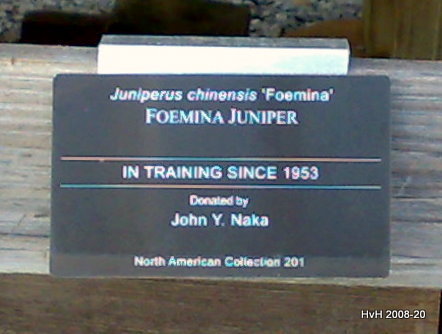 Juniperus chinensis 'Foemina'
FOEMINA JUNIPER
IN TRAINING SINCE 1953
Donated by
John Y. Naka
North American Collection 201
HvH 2008-20